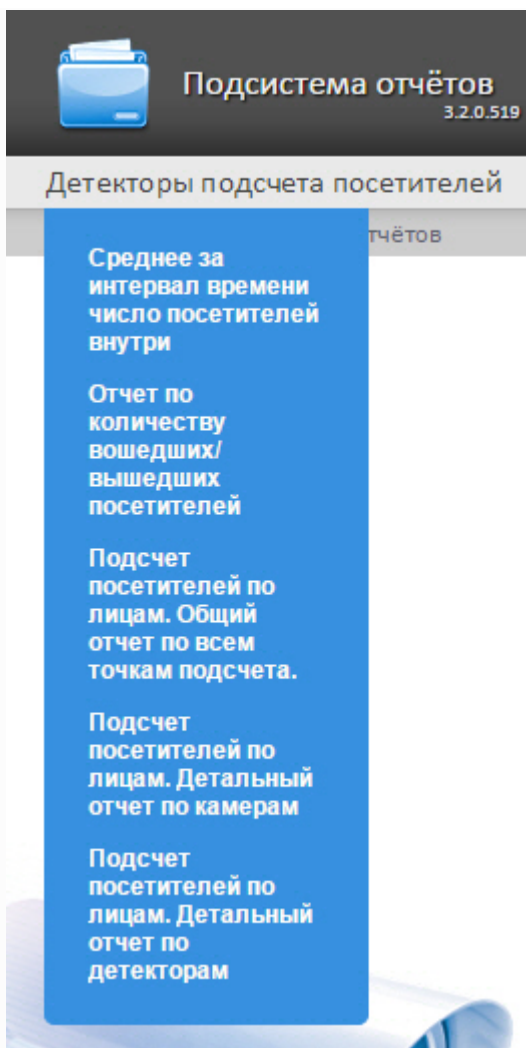 Подсистема отчётов
3.2.0.519
Детекторы подсчета посетителей
тчётов
Среднее за
интервал времени
число посетителей
внутри
Отчет по
количеству
вошедших/
вышедших
посетителей
Подсчет
посетителей по
лицам. Общий
отчет по всем
точкам подсчета.
Подсчет
посетителей по
лицам. Детальный
отчет по камерам
Подсчет
посетителей по
лицам. Детальный
отчет по
детекторам